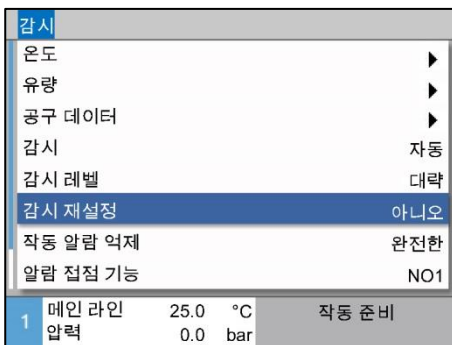 감시
온도
유량
공구 데이터
감시 자동
감시 레벨 대략
감시 재설정 아니오
작동 알람 억제 완전한
알람 접점 기능 NO1
1 메인 라인 25.0 °C 작동 준비
압력 0.0 bar